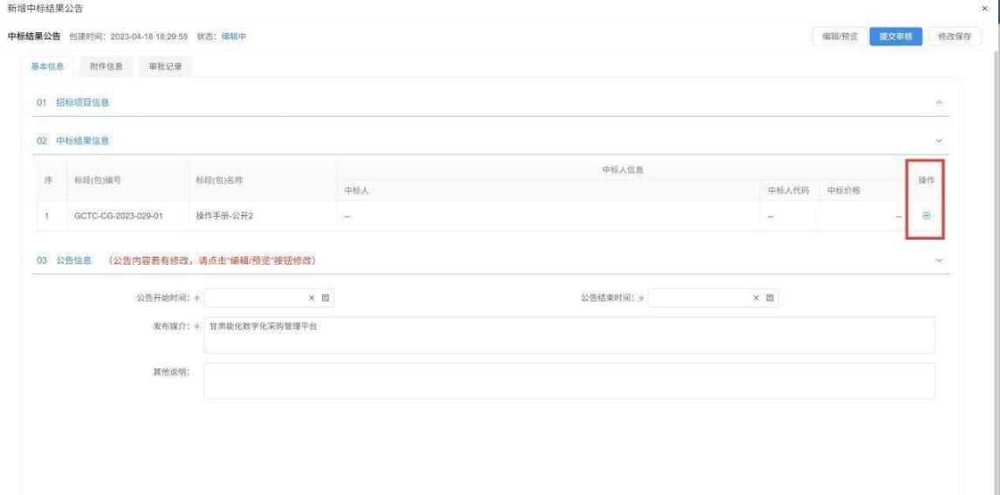 新增中标结果公告 ×
中标结果公告 创建时间：2023-04-18 18:29:55 状态：编辑中 编辑/预览 提交审核 修改保存
基本信息 附件信息 审批记录
01 招标项目信息
02 中标结果信息
序 标段(包)编号 标段(包)名称 中标人信息 操作
中标人 中标人代码 中标价格
1 GCTC-CG-2023-029-01 操作手册-公开2 -- -- --
03 公告信息 （公告内容若有修改，请点击“编辑/预览”按钮修改）
公告开始时间：* 公告结束时间：*
发布媒介：* 甘肃能化数字化采购管理平台
其他说明：